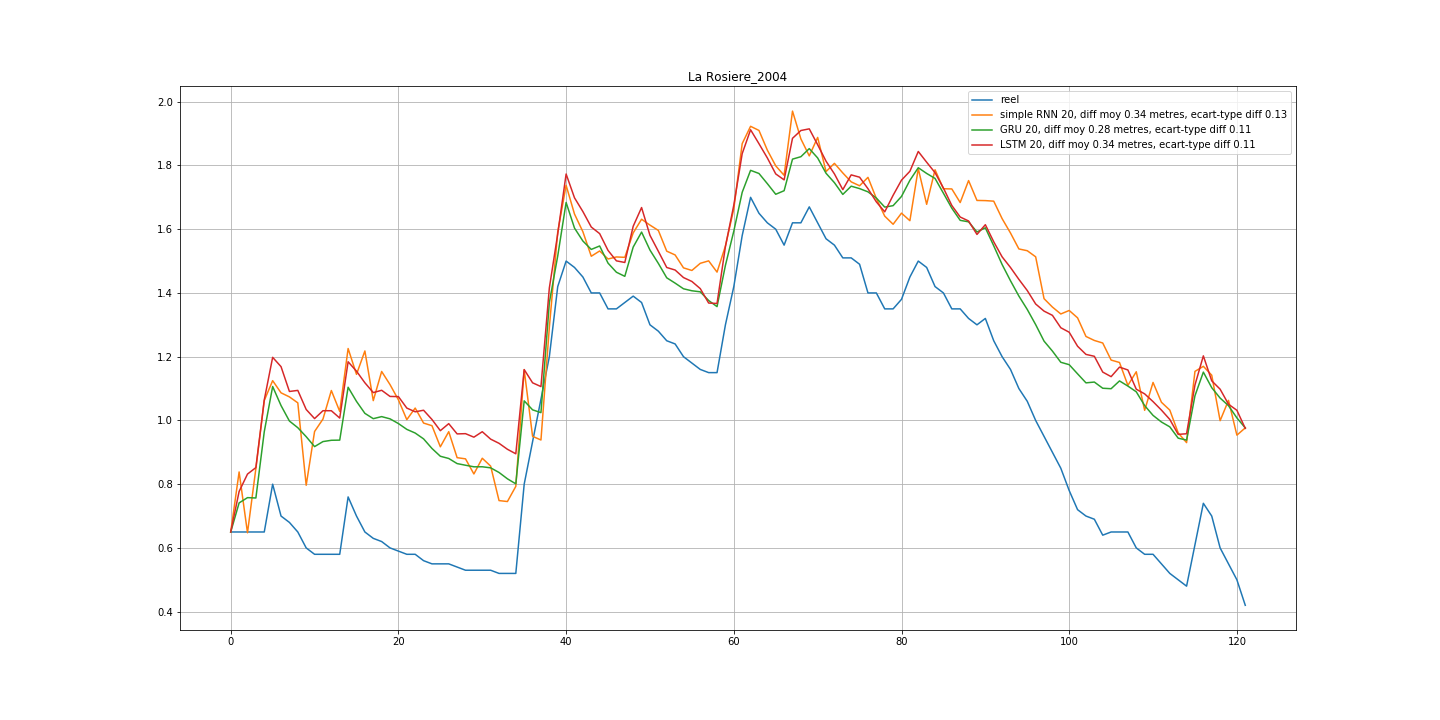 La Rosiere_2004
reel
simple RNN 20, diff moy 0.34 metres, ecart-type diff 0.13
GRU 20, diff moy 0.28 metres, ecart-type diff 0.11
LSTM 20, diff moy 0.34 metres, ecart-type diff 0.11
2.0
1.8
1.6
1.4
1.2
1.0
0.8
0.6
0.4
0 20 40 60 80 100 120